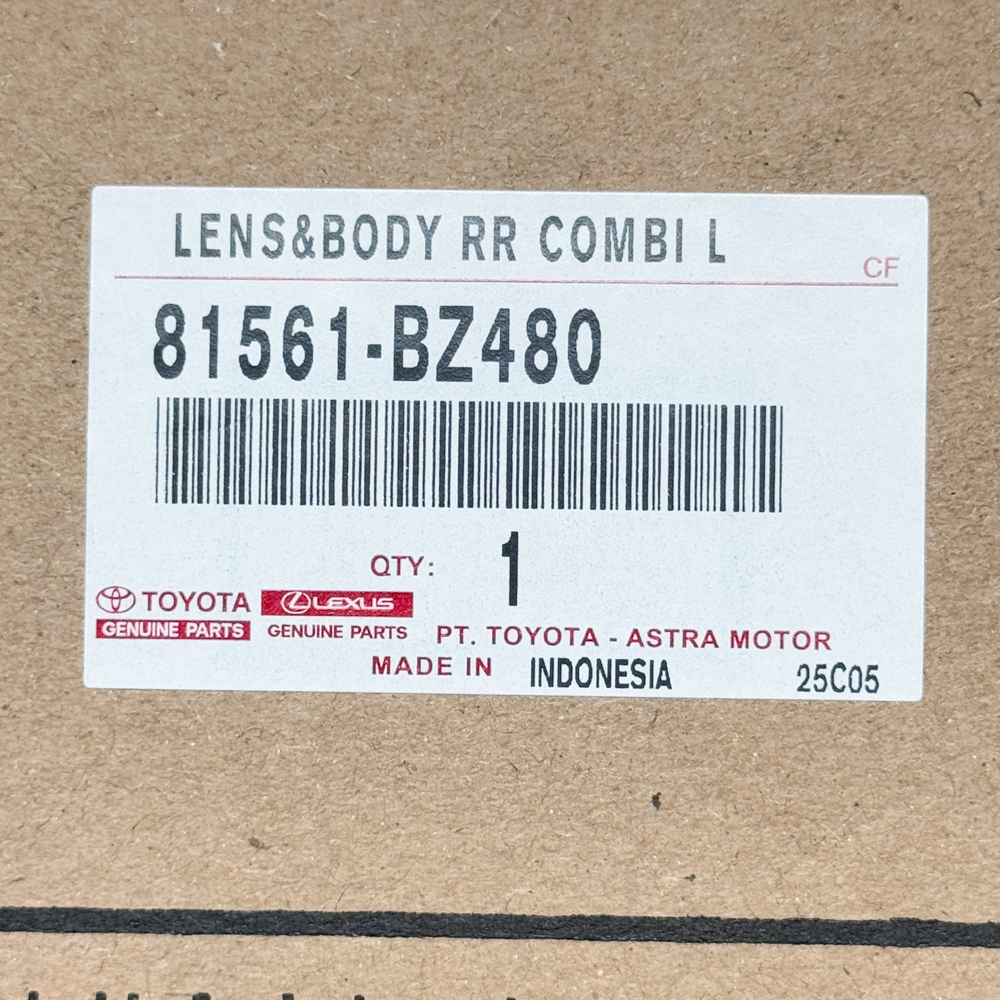 LENS&BODY RR COMBI L
CF
81561-BZ480
QTY: 1
TOYOTA LEXUS
GENUINE PARTS GENUINE PARTS PT. TOYOTA - ASTRA MOTOR
MADE IN INDONESIA 25C05